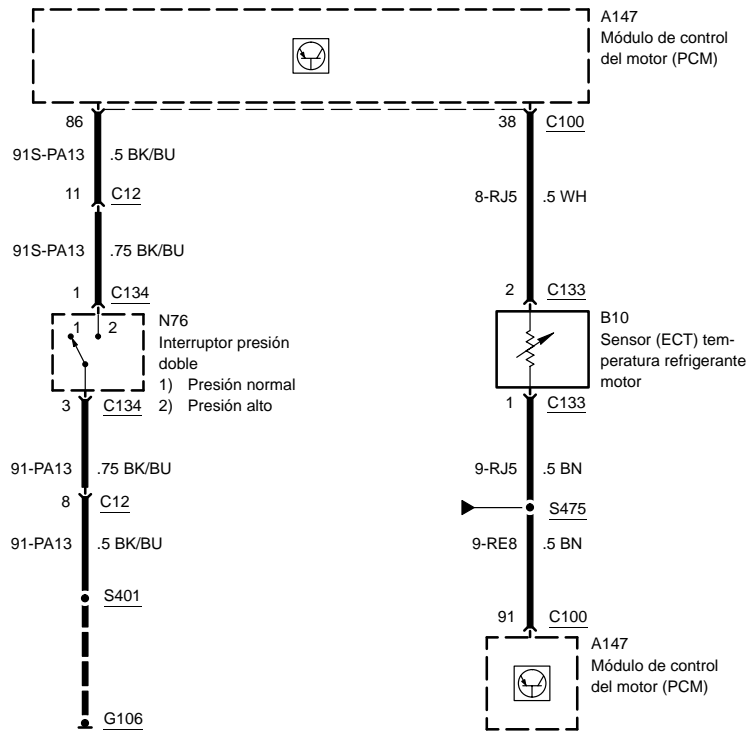 A147
Módulo de control
del motor (PCM)
86
38 C100
91S-PA13 .5 BK/BU
11 C12
8-RJ5 .5 WH
91S-PA13 .75 BK/BU
1 C134
2 C133
1 2
N76
Interruptor presión
doble
1) Presión normal
2) Presión alto
B10
Sensor (ECT) tem-
peratura refrigerante
motor
3 C134
1 C133
91-PA13 .75 BK/BU
9-RJ5 .5 BN
8 C12
S475
91-PA13 .5 BK/BU
9-RE8 .5 BN
S401
91 C100
A147
Módulo de control
del motor (PCM)
G106